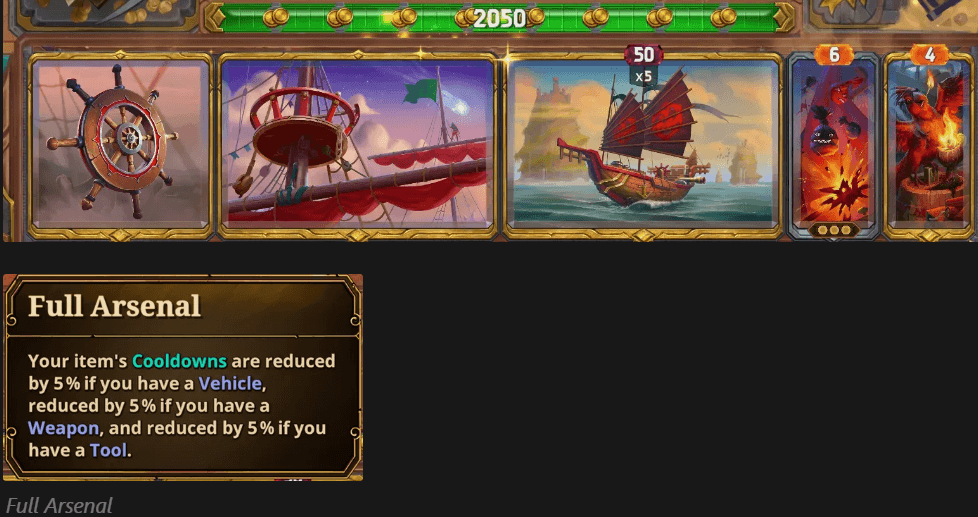 2050
50
x5
6
4
Full Arsenal
Your item's Cooldowns are reduced
by 5% if you have a Vehicle,
reduced by 5% if you have a
Weapon, and reduced by 5% if you
have a Tool.
Full Arsenal